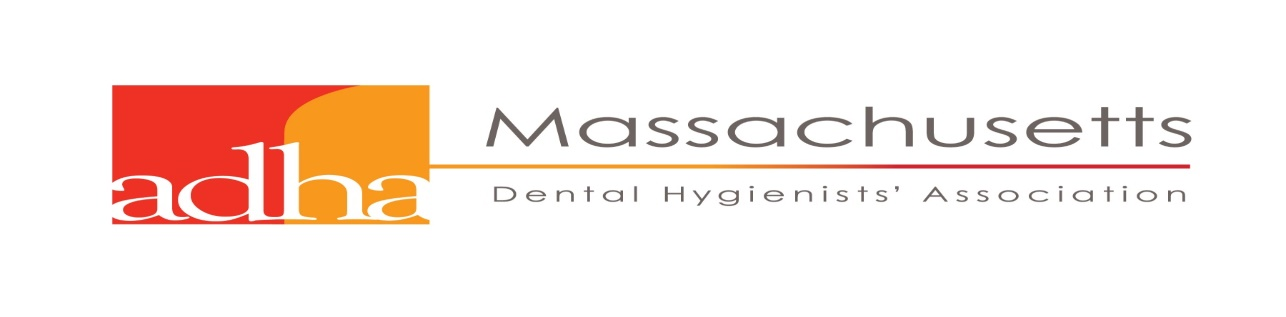 adha
Massachusetts
Dental Hygienists’ Association